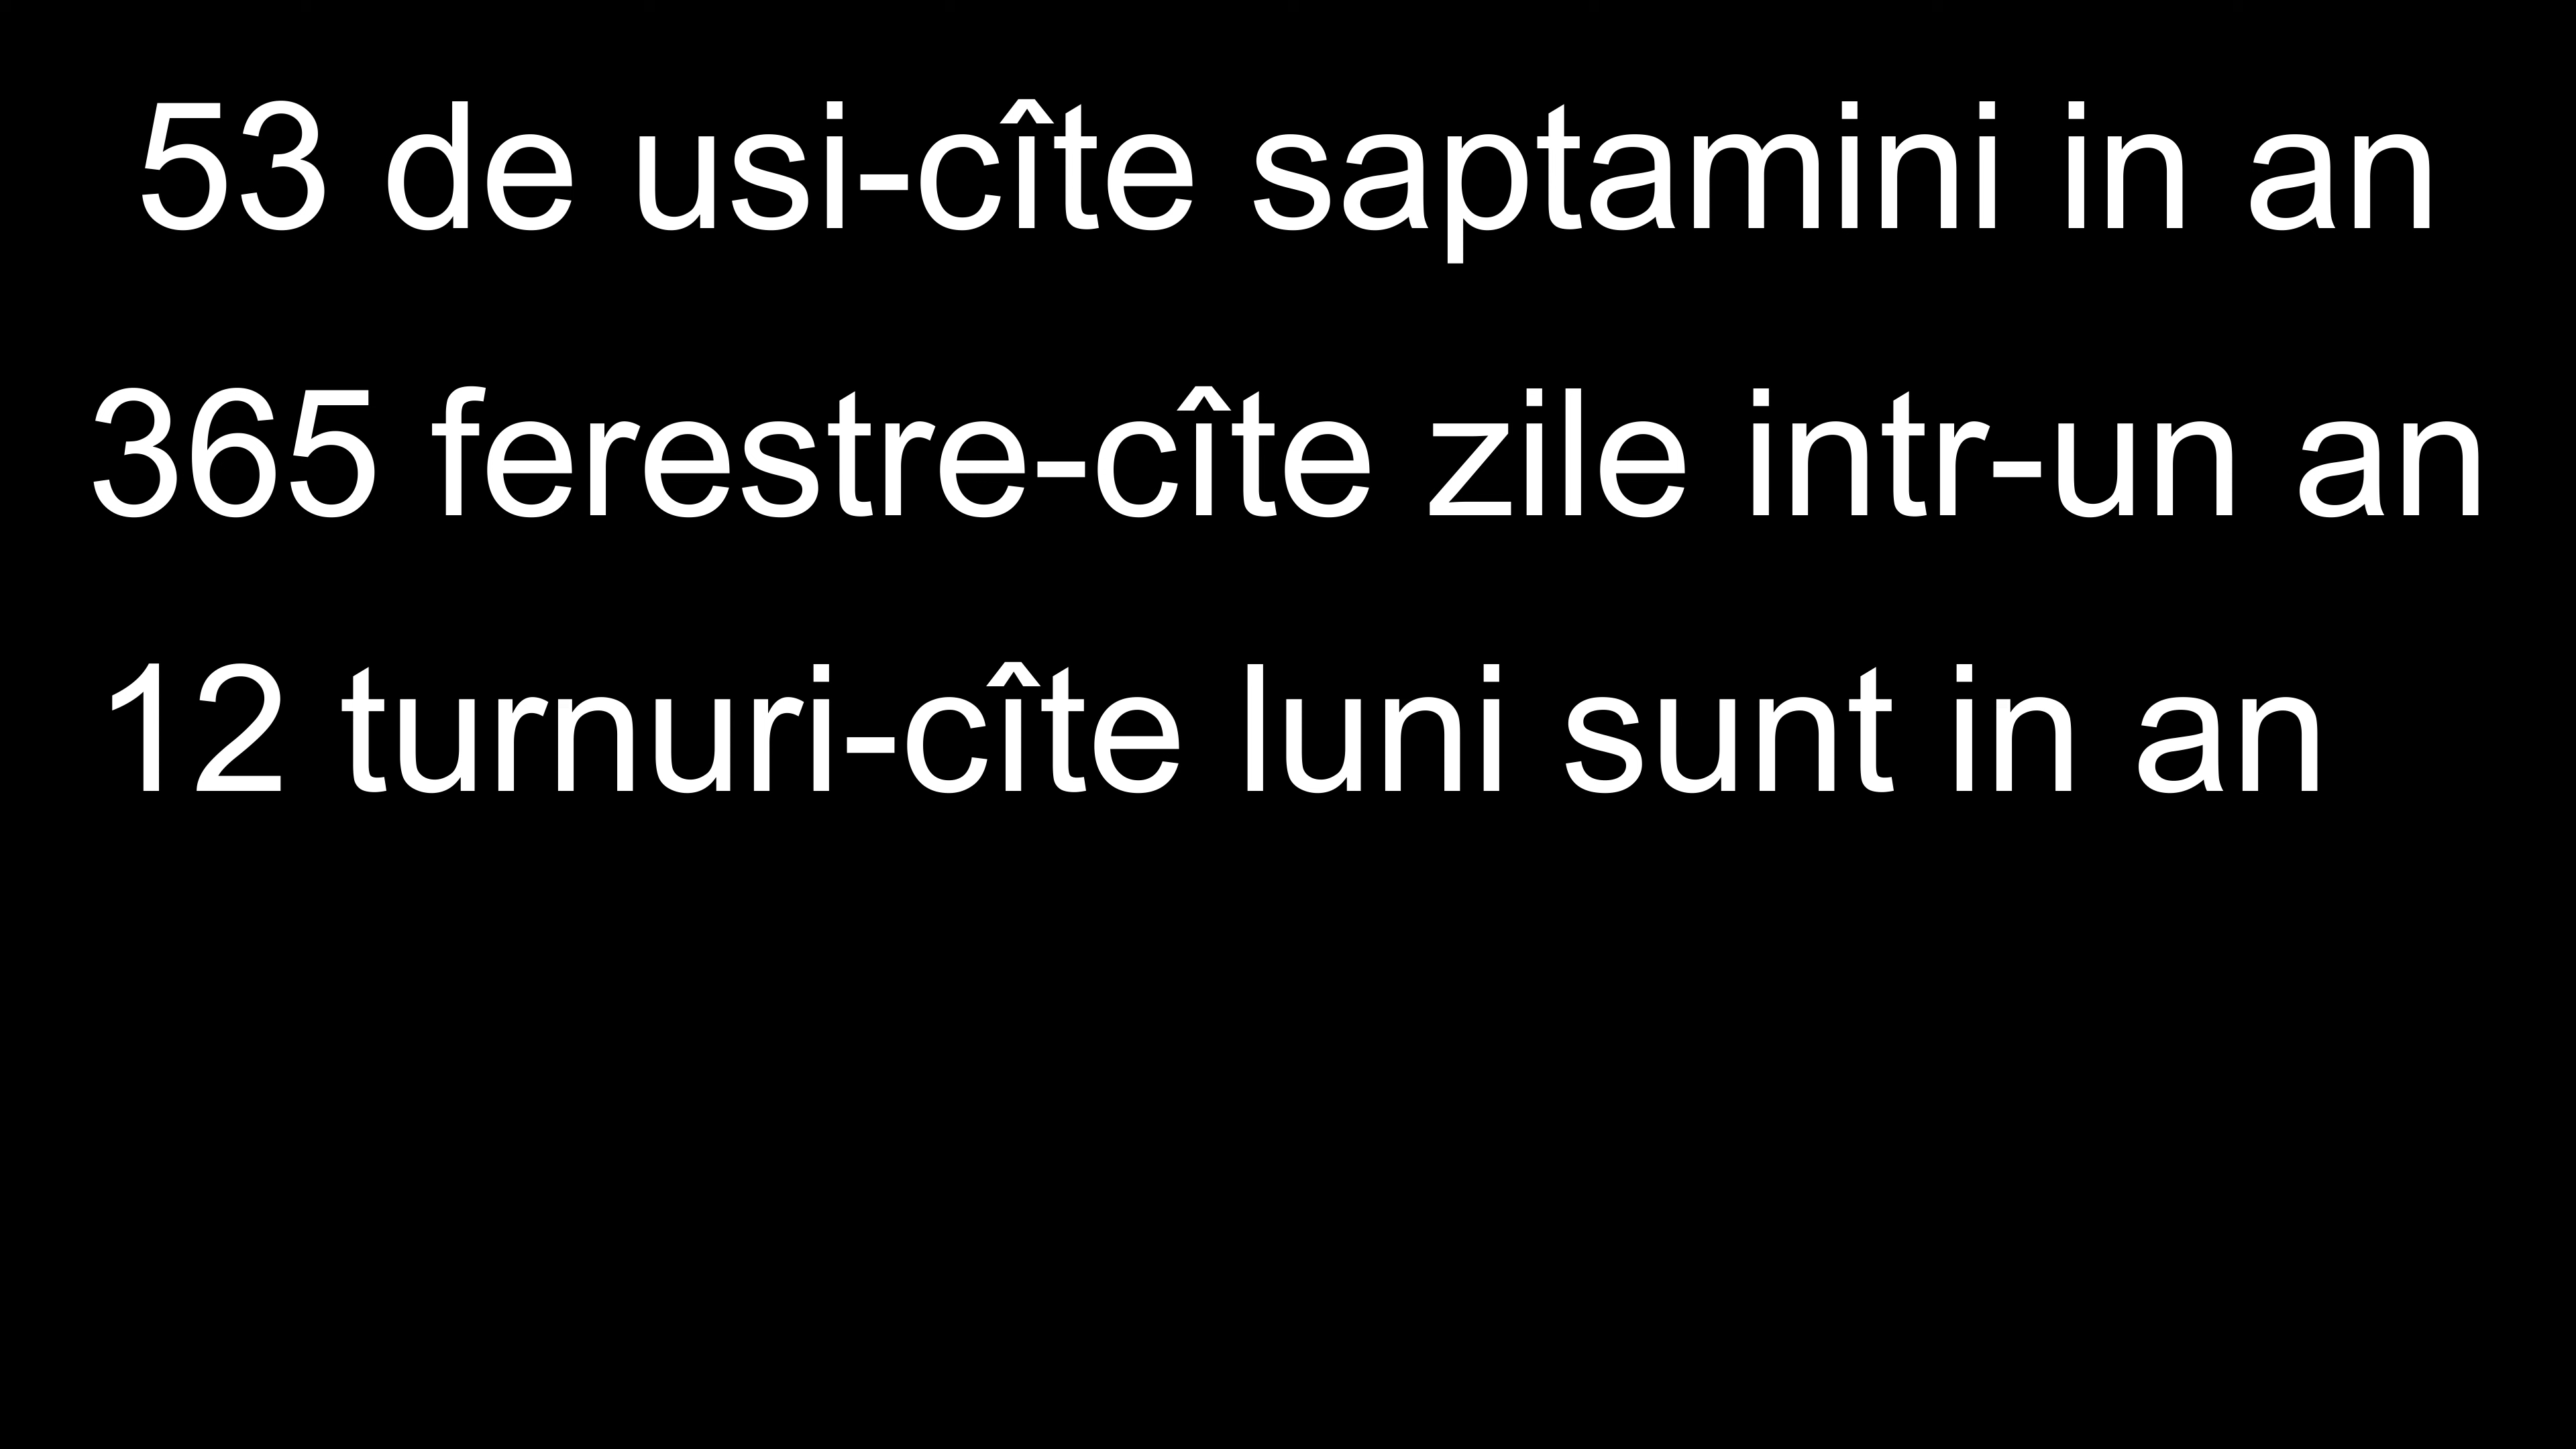 53 de usi-cîte saptamini in an
365 ferestre-cîte zile intr-un an
12 turnuri-cîte luni sunt in an